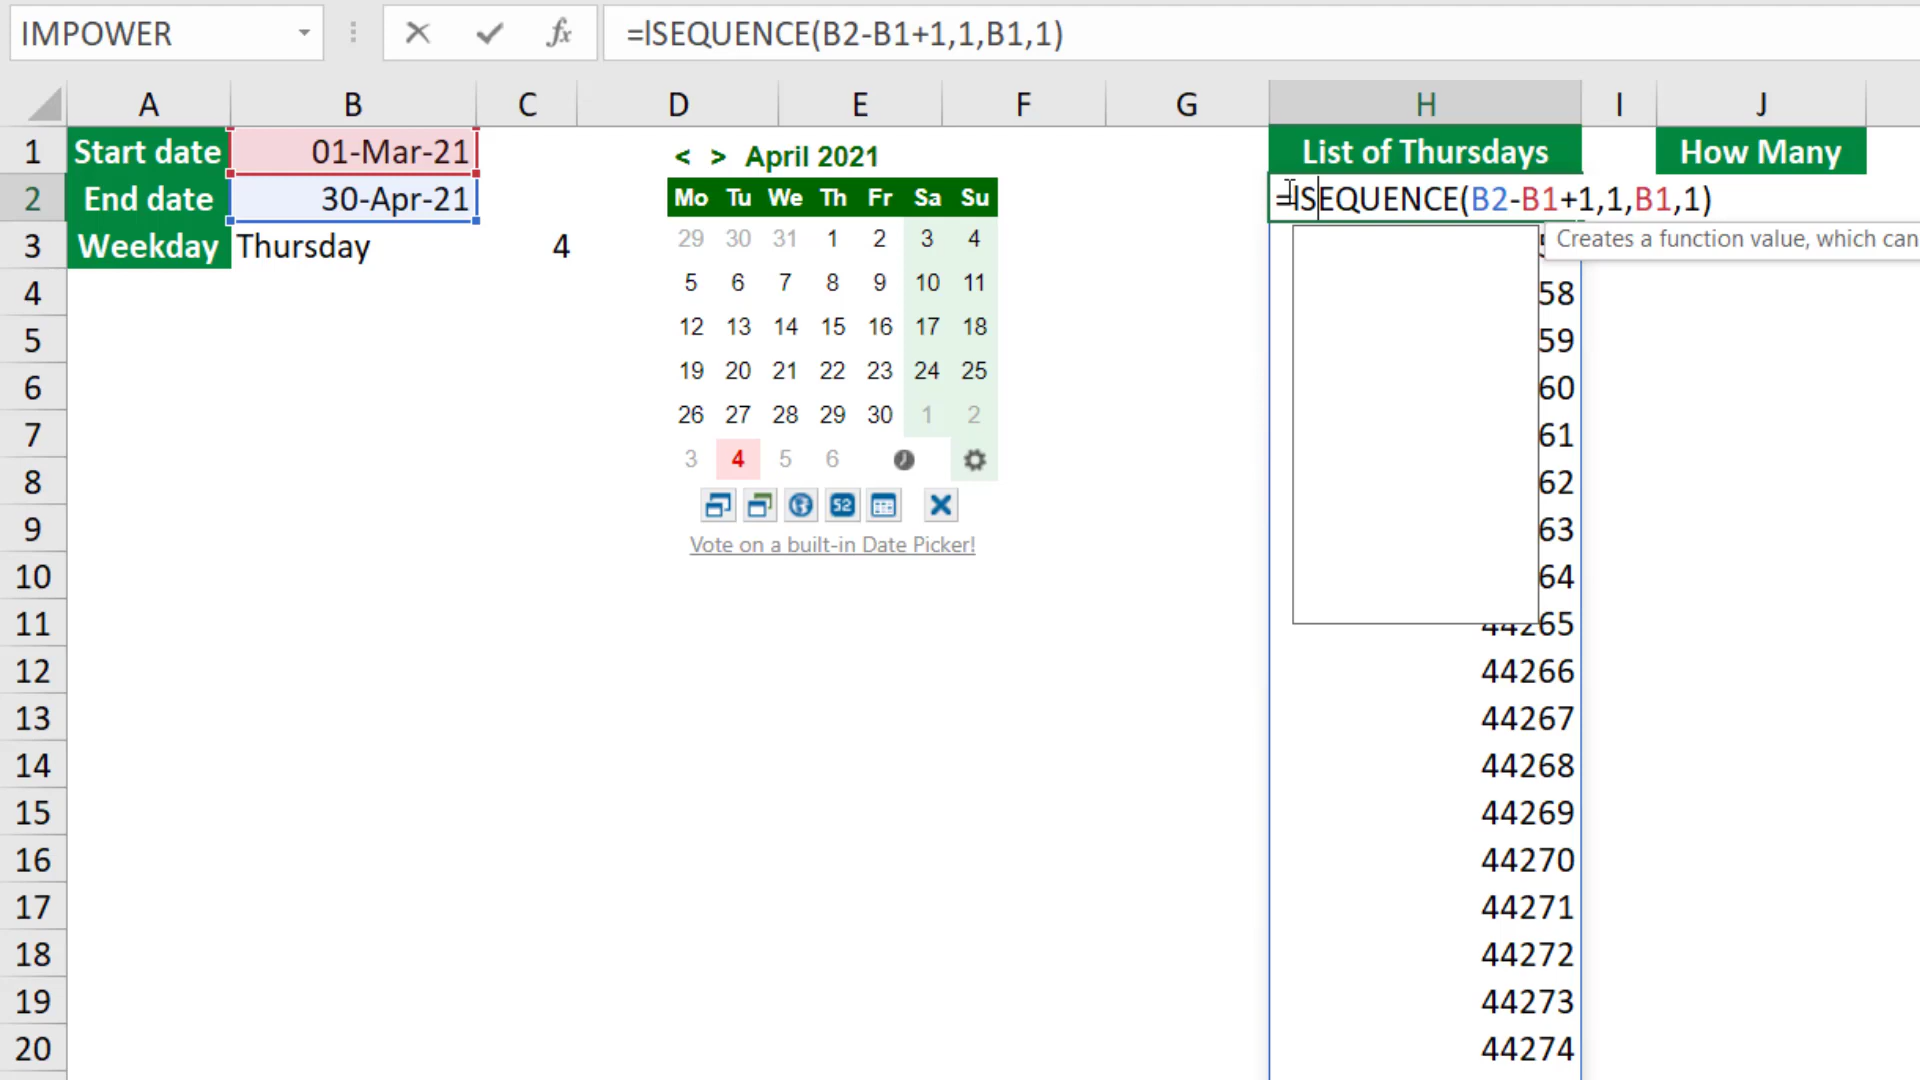 IMPOWER
fx
=lSEQUENCE(B2-B1+1,1,B1,1)
A B C D E F G H I J
1 Start date 01-Mar-21 List of Thursdays How Many
2 End date 30-Apr-21 =lSEQUENCE(B2-B1+1,1,B1,1)
Creates a function value, which can
3 Weekday Thursday 4
< > April 2021
Mo Tu We Th Fr Sa Su
29 30 31 1 2 3 4
5 6 7 8 9 10 11
12 13 14 15 16 17 18
19 20 21 22 23 24 25
26 27 28 29 30 1 2
3 4 5 6
52
Vote on a built-in Date Picker!
4 58
5 59
6 60
7 61
8 62
9 63
10 64
11 44265
12 44266
13 44267
14 44268
15 44269
16 44270
17 44271
18 44272
19 44273
20 44274